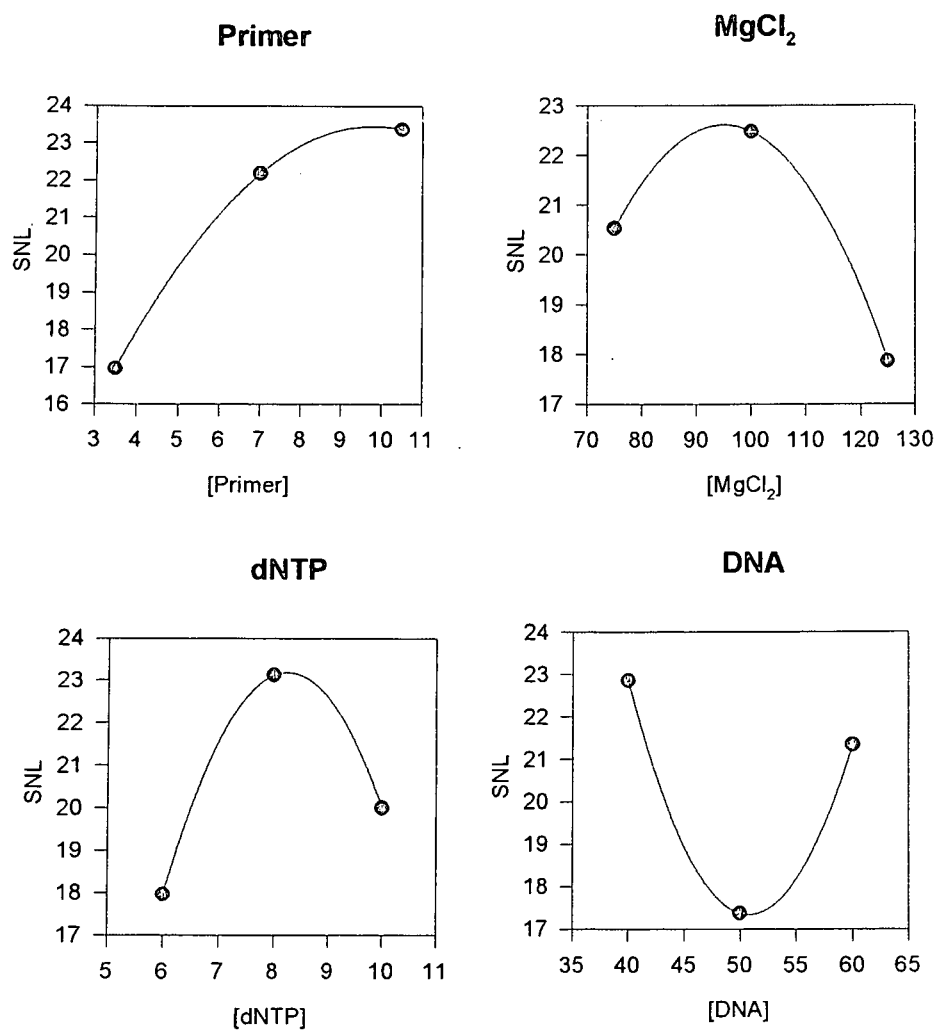 Primer
24
23
22
21
20
19
18
17
16
SNL
3 4 5 6 7 8 9 10 11
[Primer]
MgCl₂
23
22
21
20
19
18
17
SNL
70 80 90 100 110 120 130
[MgCl₂]
dNTP
24
23
22
21
20
19
18
17
SNL
5 6 7 8 9 10 11
[dNTP]
DNA
24
23
22
21
20
19
18
17
SNL
35 40 45 50 55 60 65
[DNA]